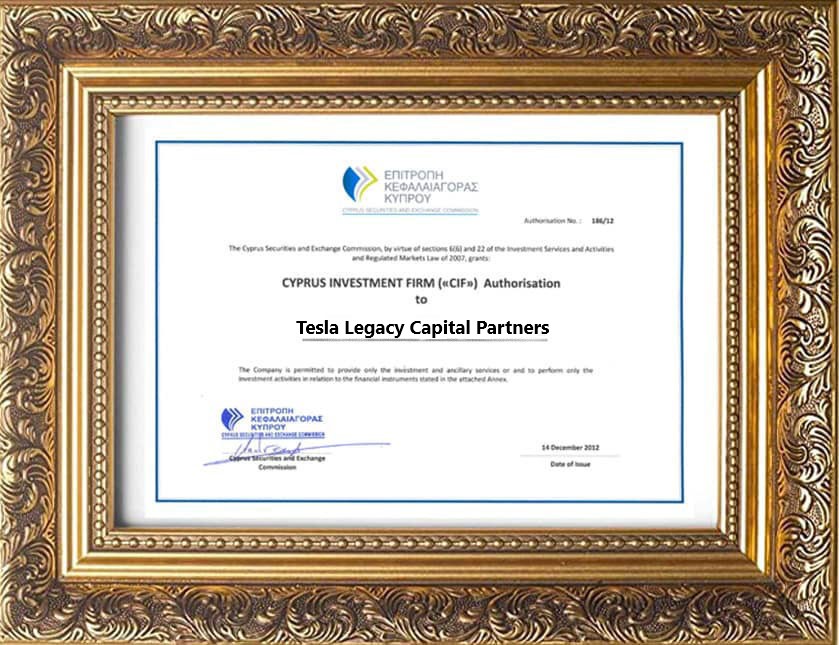 ΕΠΙΤΡΟΠΗ
ΚΕΦΑΛΑΙΑΓΟΡΑΣ
ΚΥΠΡΟΥ
CYPRUS SECURITIES AND EXCHANGE COMMISSION
Authorisation No. : 186/12
The Cyprus Securities and Exchange Commission, by virtue of sections 6(6) and 22 of the Investment Services and Activities
and Regulated Markets Law of 2007, grants:
CYPRUS INVESTMENT FIRM («CIF») Authorisation
to
Tesla Legacy Capital Partners
The Company is permitted to provide only the investment and ancillary services or and to perform only the
investment activities in relation to the financial instruments stated in the attached Annex.
ΕΠΙΤΡΟΠΗ
ΚΕΦΑΛΑΙΑΓΟΡΑΣ
ΚΥΠΡΟΥ
CYPRUS SECURITIES AND EXCHANGE COMMISSION
Cyprus Securities and Exchange
Commission
14 December 2012
Date of Issue